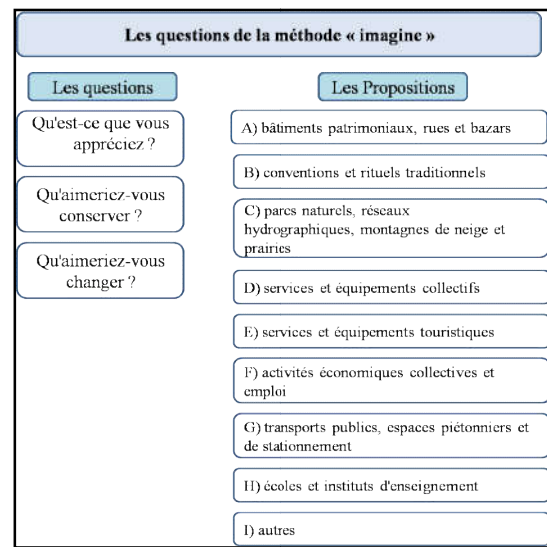 Les questions de la méthode « imagine »
Les questions
Qu'est-ce que vous
appréciez ?
Qu'aimeriez-vous
conserver ?
Qu'aimeriez-vous
changer ?
Les Propositions
A) bâtiments patrimoniaux, rues et bazars
B) conventions et rituels traditionnels
C) parcs naturels, réseaux
hydrographiques, montagnes de neige et
prairies
D) services et équipements collectifs
E) services et équipements touristiques
F) activités économiques collectives et
emploi
G) transports publics, espaces piétonniers et
de stationnement
H) écoles et instituts d'enseignement
I) autres